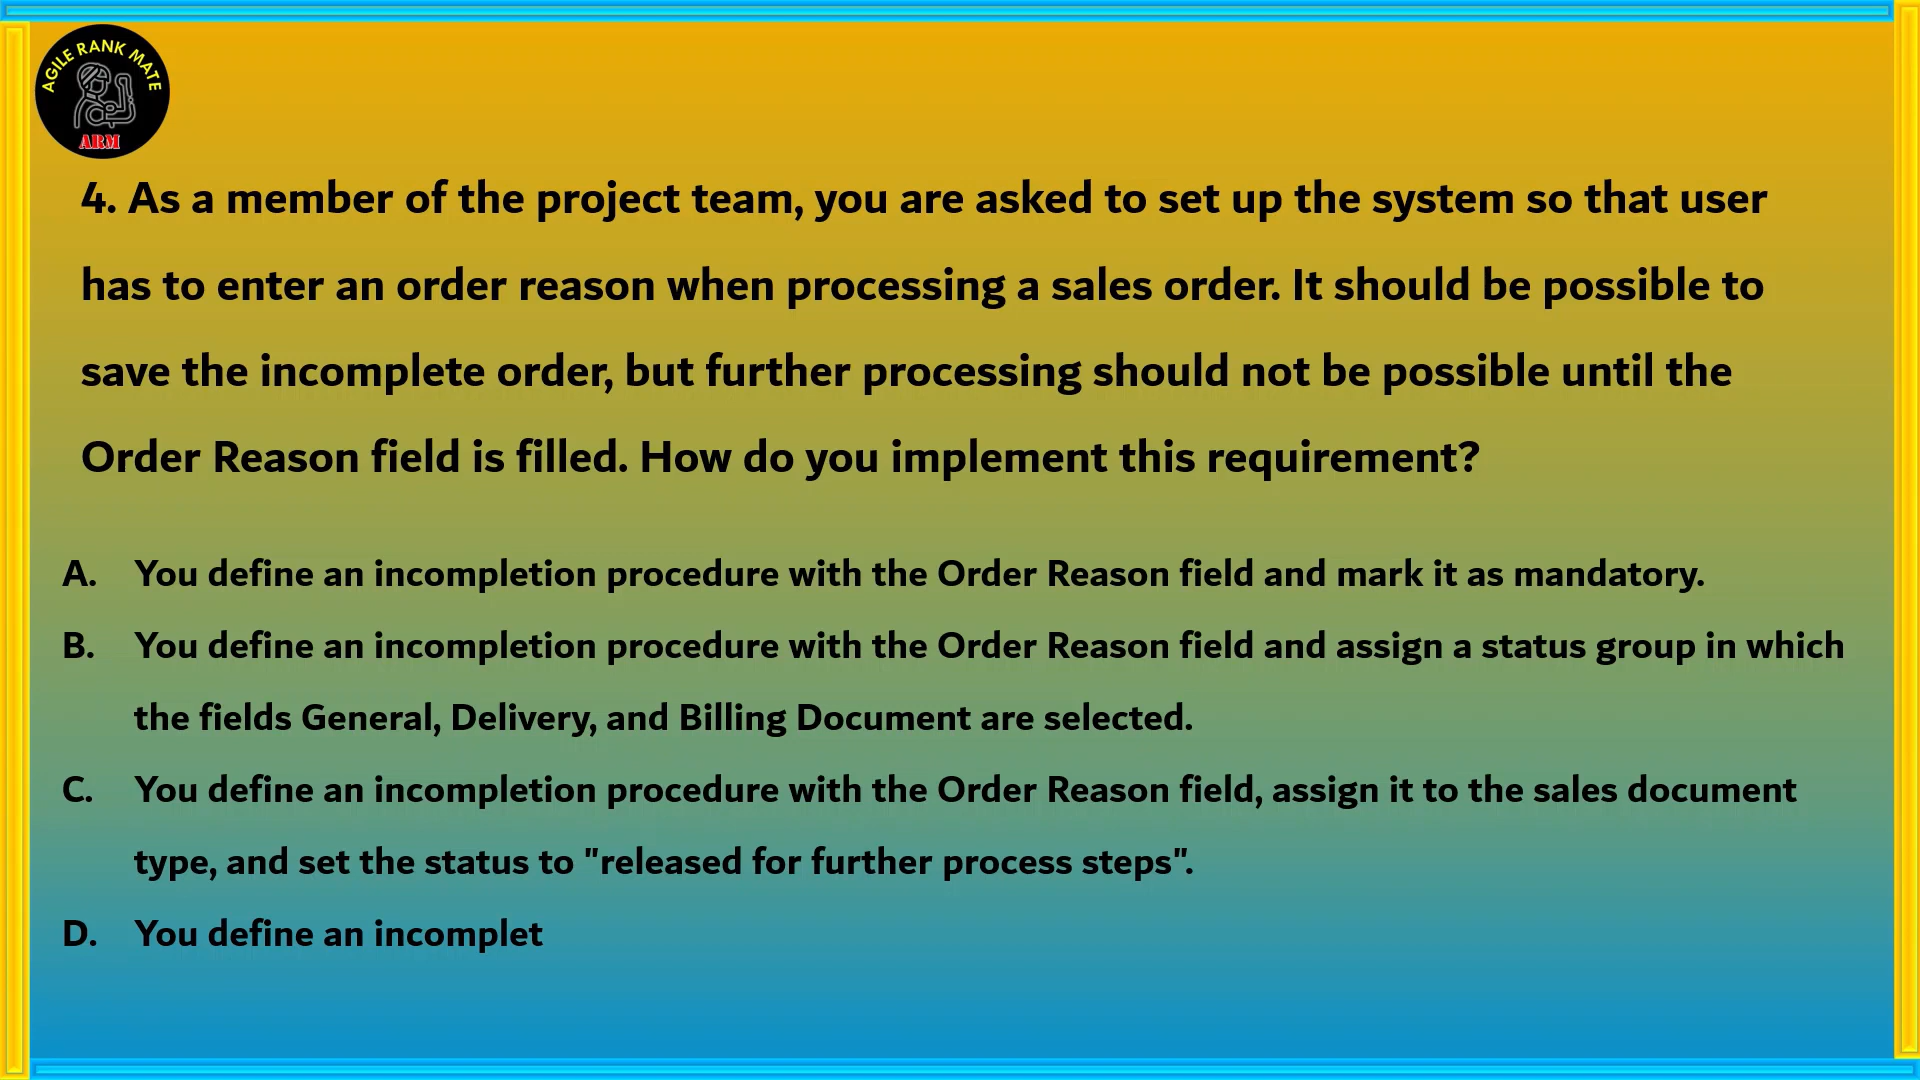 AGILE RANK MATE
ARM
4. As a member of the project team, you are asked to set up the system so that user
has to enter an order reason when processing a sales order. It should be possible to
save the incomplete order, but further processing should not be possible until the
Order Reason field is filled. How do you implement this requirement?
A. You define an incompletion procedure with the Order Reason field and mark it as mandatory.
B. You define an incompletion procedure with the Order Reason field and assign a status group in which
the fields General, Delivery, and Billing Document are selected.
C. You define an incompletion procedure with the Order Reason field, assign it to the sales document
type, and set the status to "released for further process steps".
D. You define an incomplet